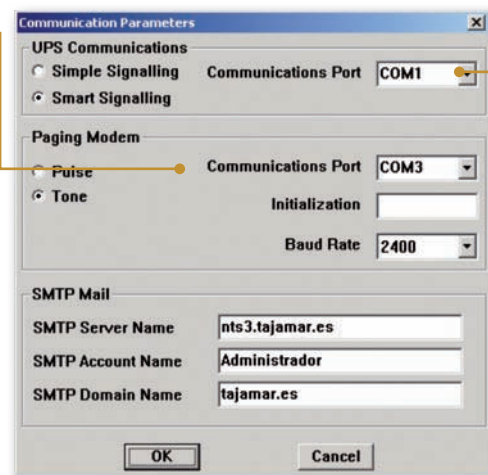 Communication Parameters
UPS Communications
Simple Signalling Communications Port COM1
Smart Signalling
Paging Modem
Pulse Communications Port COM3
Tone Initialization
Baud Rate 2400
SMTP Mail
SMTP Server Name nts3.tajamar.es
SMTP Account Name Administrador
SMTP Domain Name tajamar.es
OK Cancel